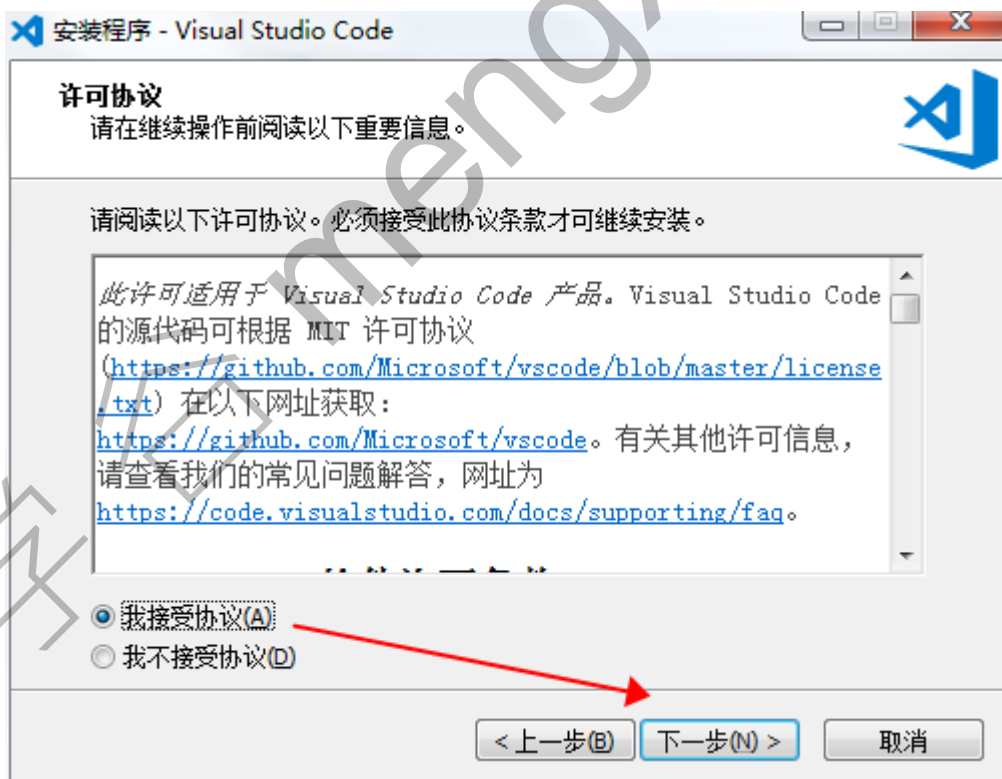 安装程序 - Visual Studio Code
许可协议
请在继续操作前阅读以下重要信息。
请阅读以下许可协议。必须接受此协议条款才可继续安装。
此许可适用于 Visual Studio Code 产品。Visual Studio Code
的源代码可根据 MIT 许可协议
(https://github.com/Microsoft/vscode/blob/master/license
.txt) 在以下网址获取:
https://github.com/Microsoft/vscode。有关其他许可信息,
请查看我们的常见问题解答, 网址为
https://code.visualstudio.com/docs/supporting/faq。
我接受协议(A)
我不接受协议(D)
< 上一步(B)
下一步(N) >
取消